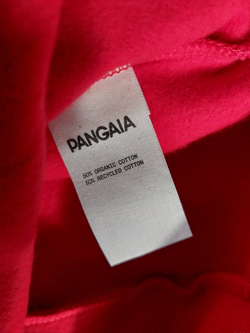 PANGAIA
50% ORGANIC COTTON
50% RECYCLED COTTON